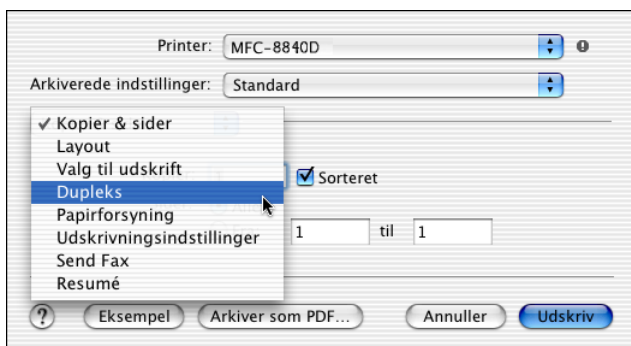 Printer: MFC-8840D
Arkiverede indstillinger: Standard
✓ Kopier & sider
Layout
Valg til udskrift
Sorteret
Dupleks
Papirforsyning
Udskrivningsindstillinger
1 til 1
Send Fax
Resumé
? Eksempel Arkiver som PDF... Annuller Udskriv